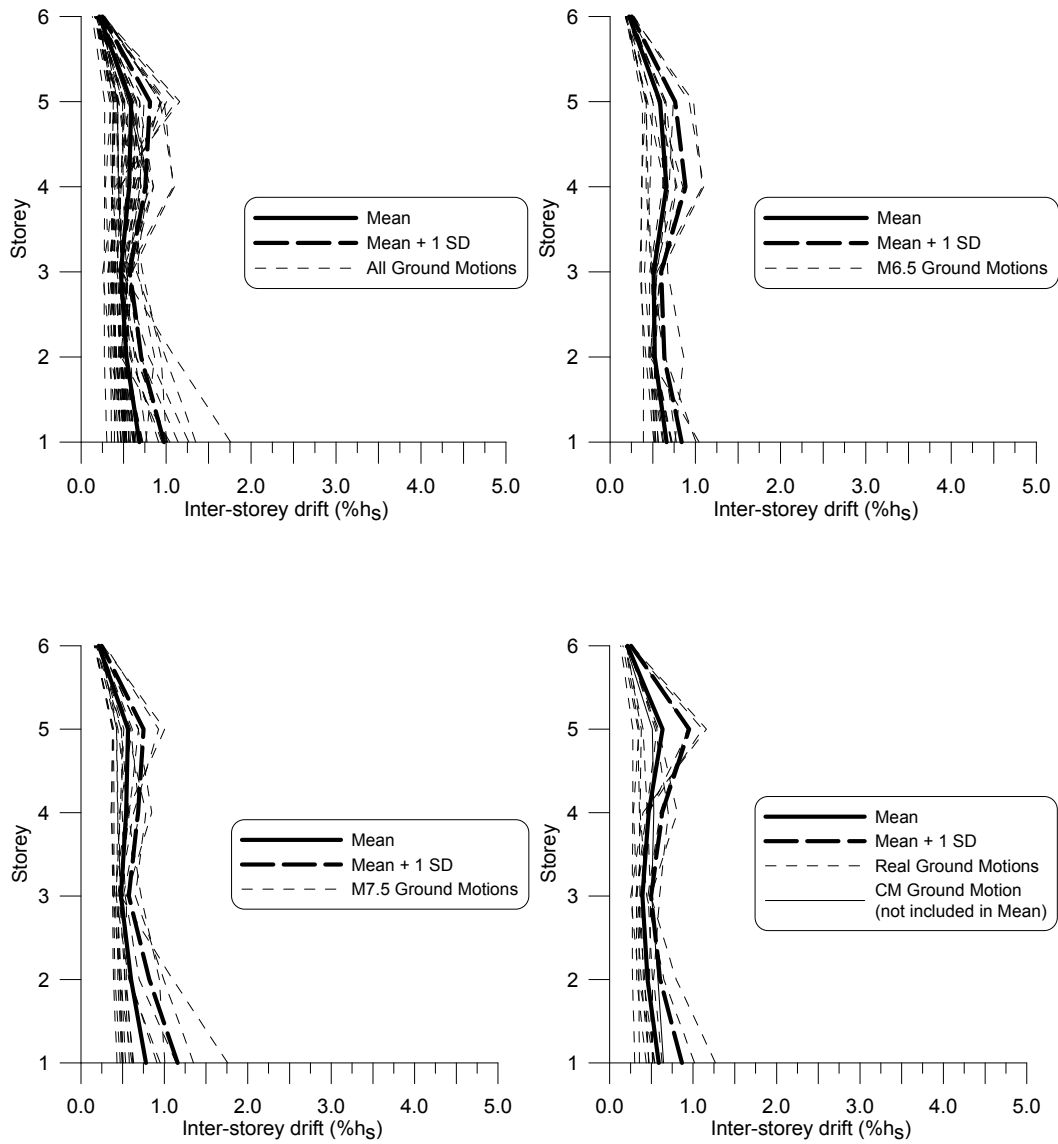 6
5
4
3
2
1
Storey
Mean
Mean + 1 SD
All Ground Motions
0.0 1.0 2.0 3.0 4.0 5.0
Inter-storey drift (%hs)
6
5
4
3
2
1
Storey
Mean
Mean + 1 SD
M6.5 Ground Motions
0.0 1.0 2.0 3.0 4.0 5.0
Inter-storey drift (%hs)
6
5
4
3
2
1
Storey
Mean
Mean + 1 SD
M7.5 Ground Motions
0.0 1.0 2.0 3.0 4.0 5.0
Inter-storey drift (%hs)
6
5
4
3
2
1
Storey
Mean
Mean + 1 SD
Real Ground Motions
CM Ground Motion
(not included in Mean)
0.0 1.0 2.0 3.0 4.0 5.0
Inter-storey drift (%hs)